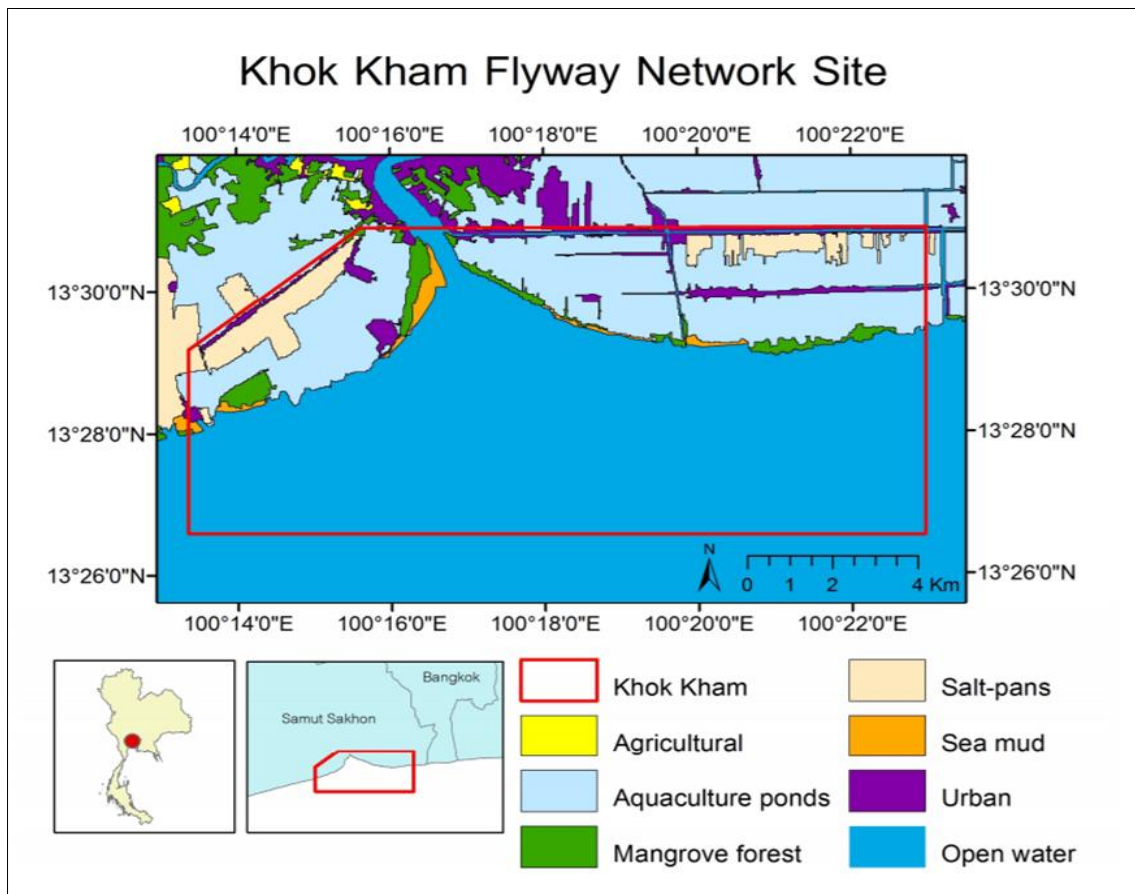 Khok Kham Flyway Network Site
100°14'0"E 100°16'0"E 100°18'0"E 100°20'0"E 100°22'0"E
13°30'0"N 13°30'0"N
13°28'0"N 13°28'0"N
13°26'0"N 13°26'0"N
N
0 1 2 4 Km
100°14'0"E 100°16'0"E 100°18'0"E 100°20'0"E 100°22'0"E
Bangkok
Samut Sakhon
Khok Kham
Agricultural
Aquaculture ponds
Mangrove forest
Salt-pans
Sea mud
Urban
Open water